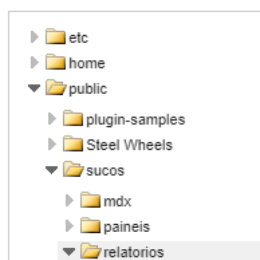 etc
home
public
plugin-samples
Steel Wheels
sucos
mdx
paineis
relatorios